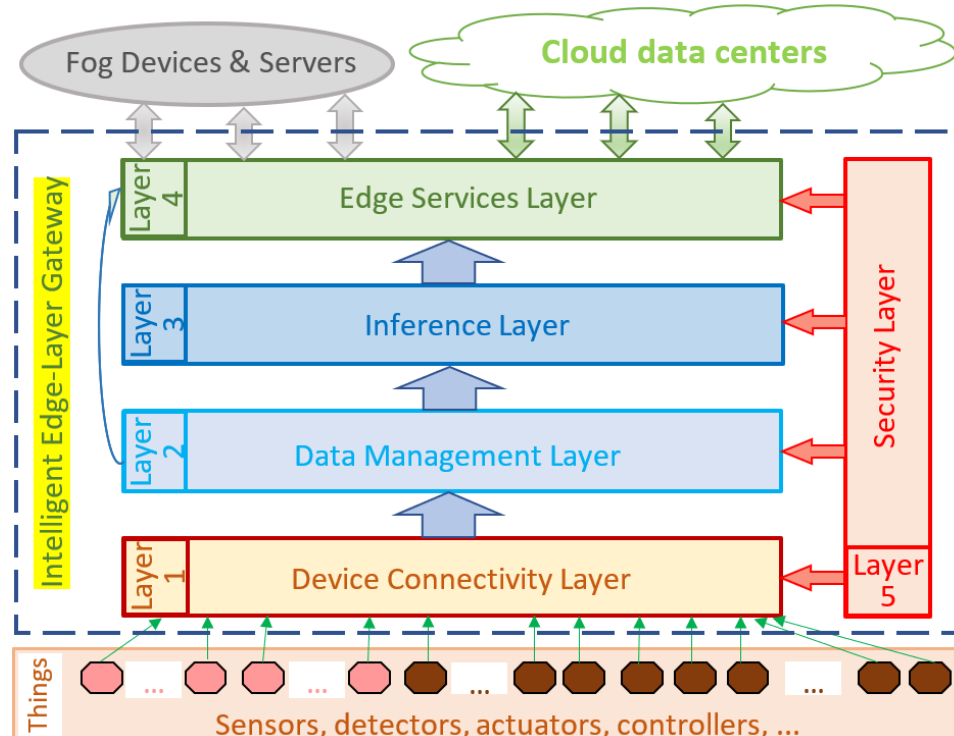 Fog Devices & Servers
Cloud data centers
Intelligent Edge-Layer Gateway
Layer
4
Edge Services Layer
Layer
3
Inference Layer
Layer
2
Data Management Layer
Layer
1
Device Connectivity Layer
Security Layer
Layer
5
Things
...
...
...
...
Sensors, detectors, actuators, controllers, ...